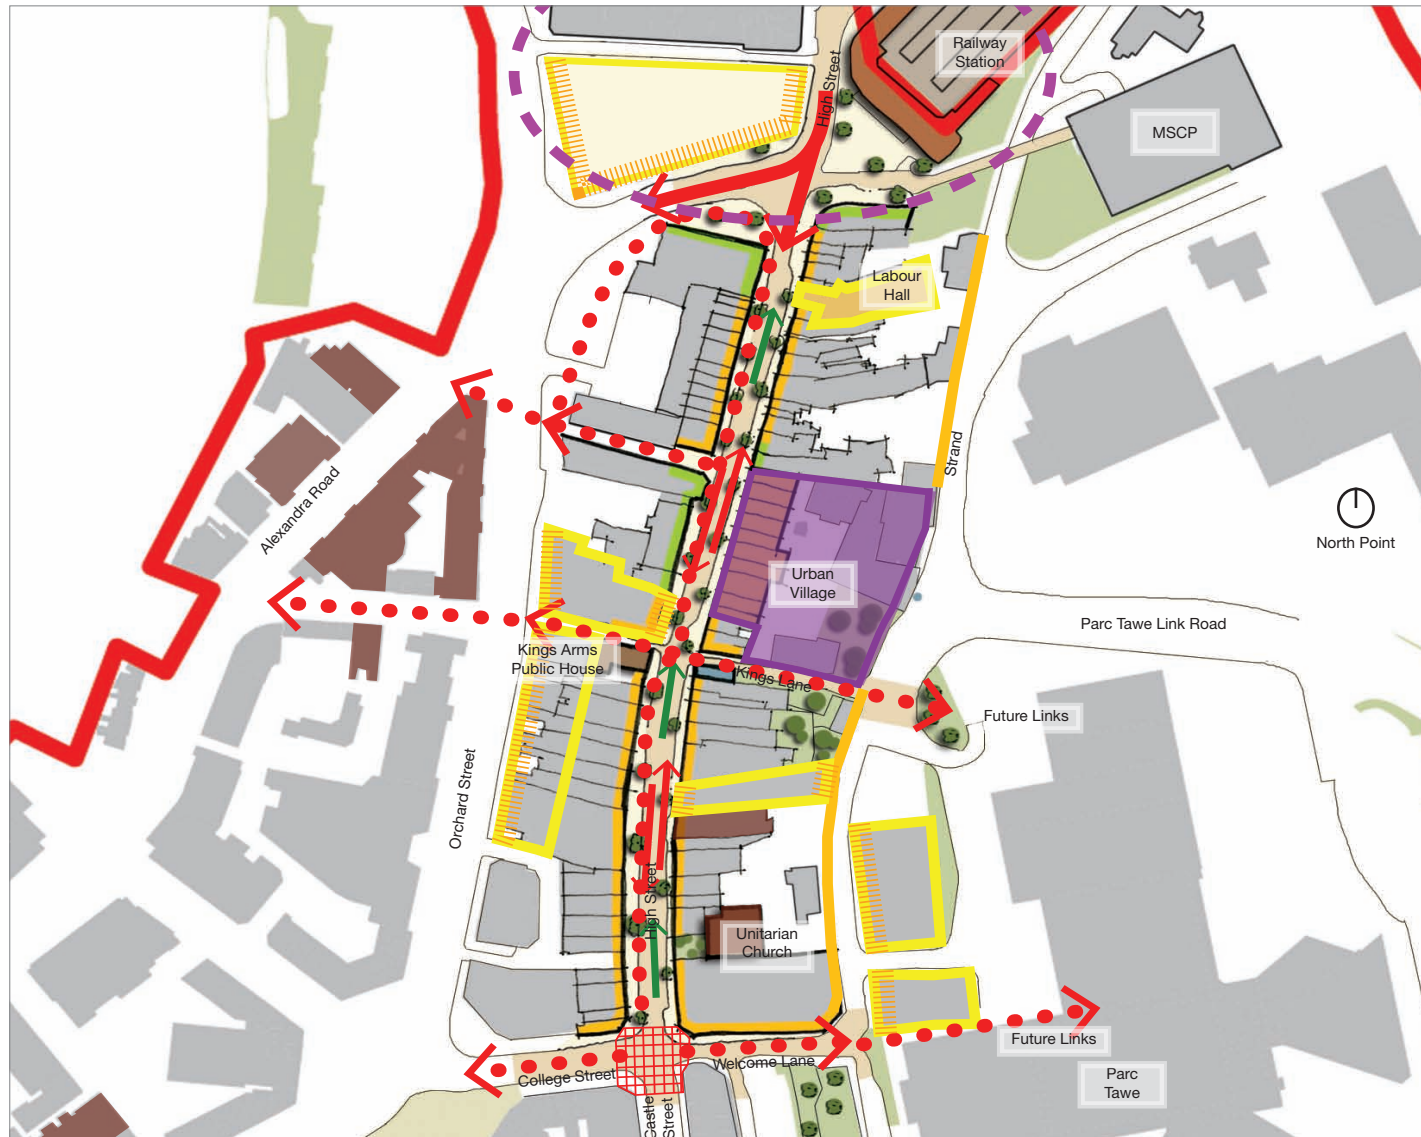 Railway
Station
High Street
MSCP
Labour
Hall
Strand
Alexandra Road
North Point
Urban
Village
Parc Tawe Link Road
Kings Arms
Public House
Kings Lane
Future Links
Orchard Street
High Street
Unitarian
Church
Future Links
Welcome Lane
College Street
Parc
Tawe
Castle
Street